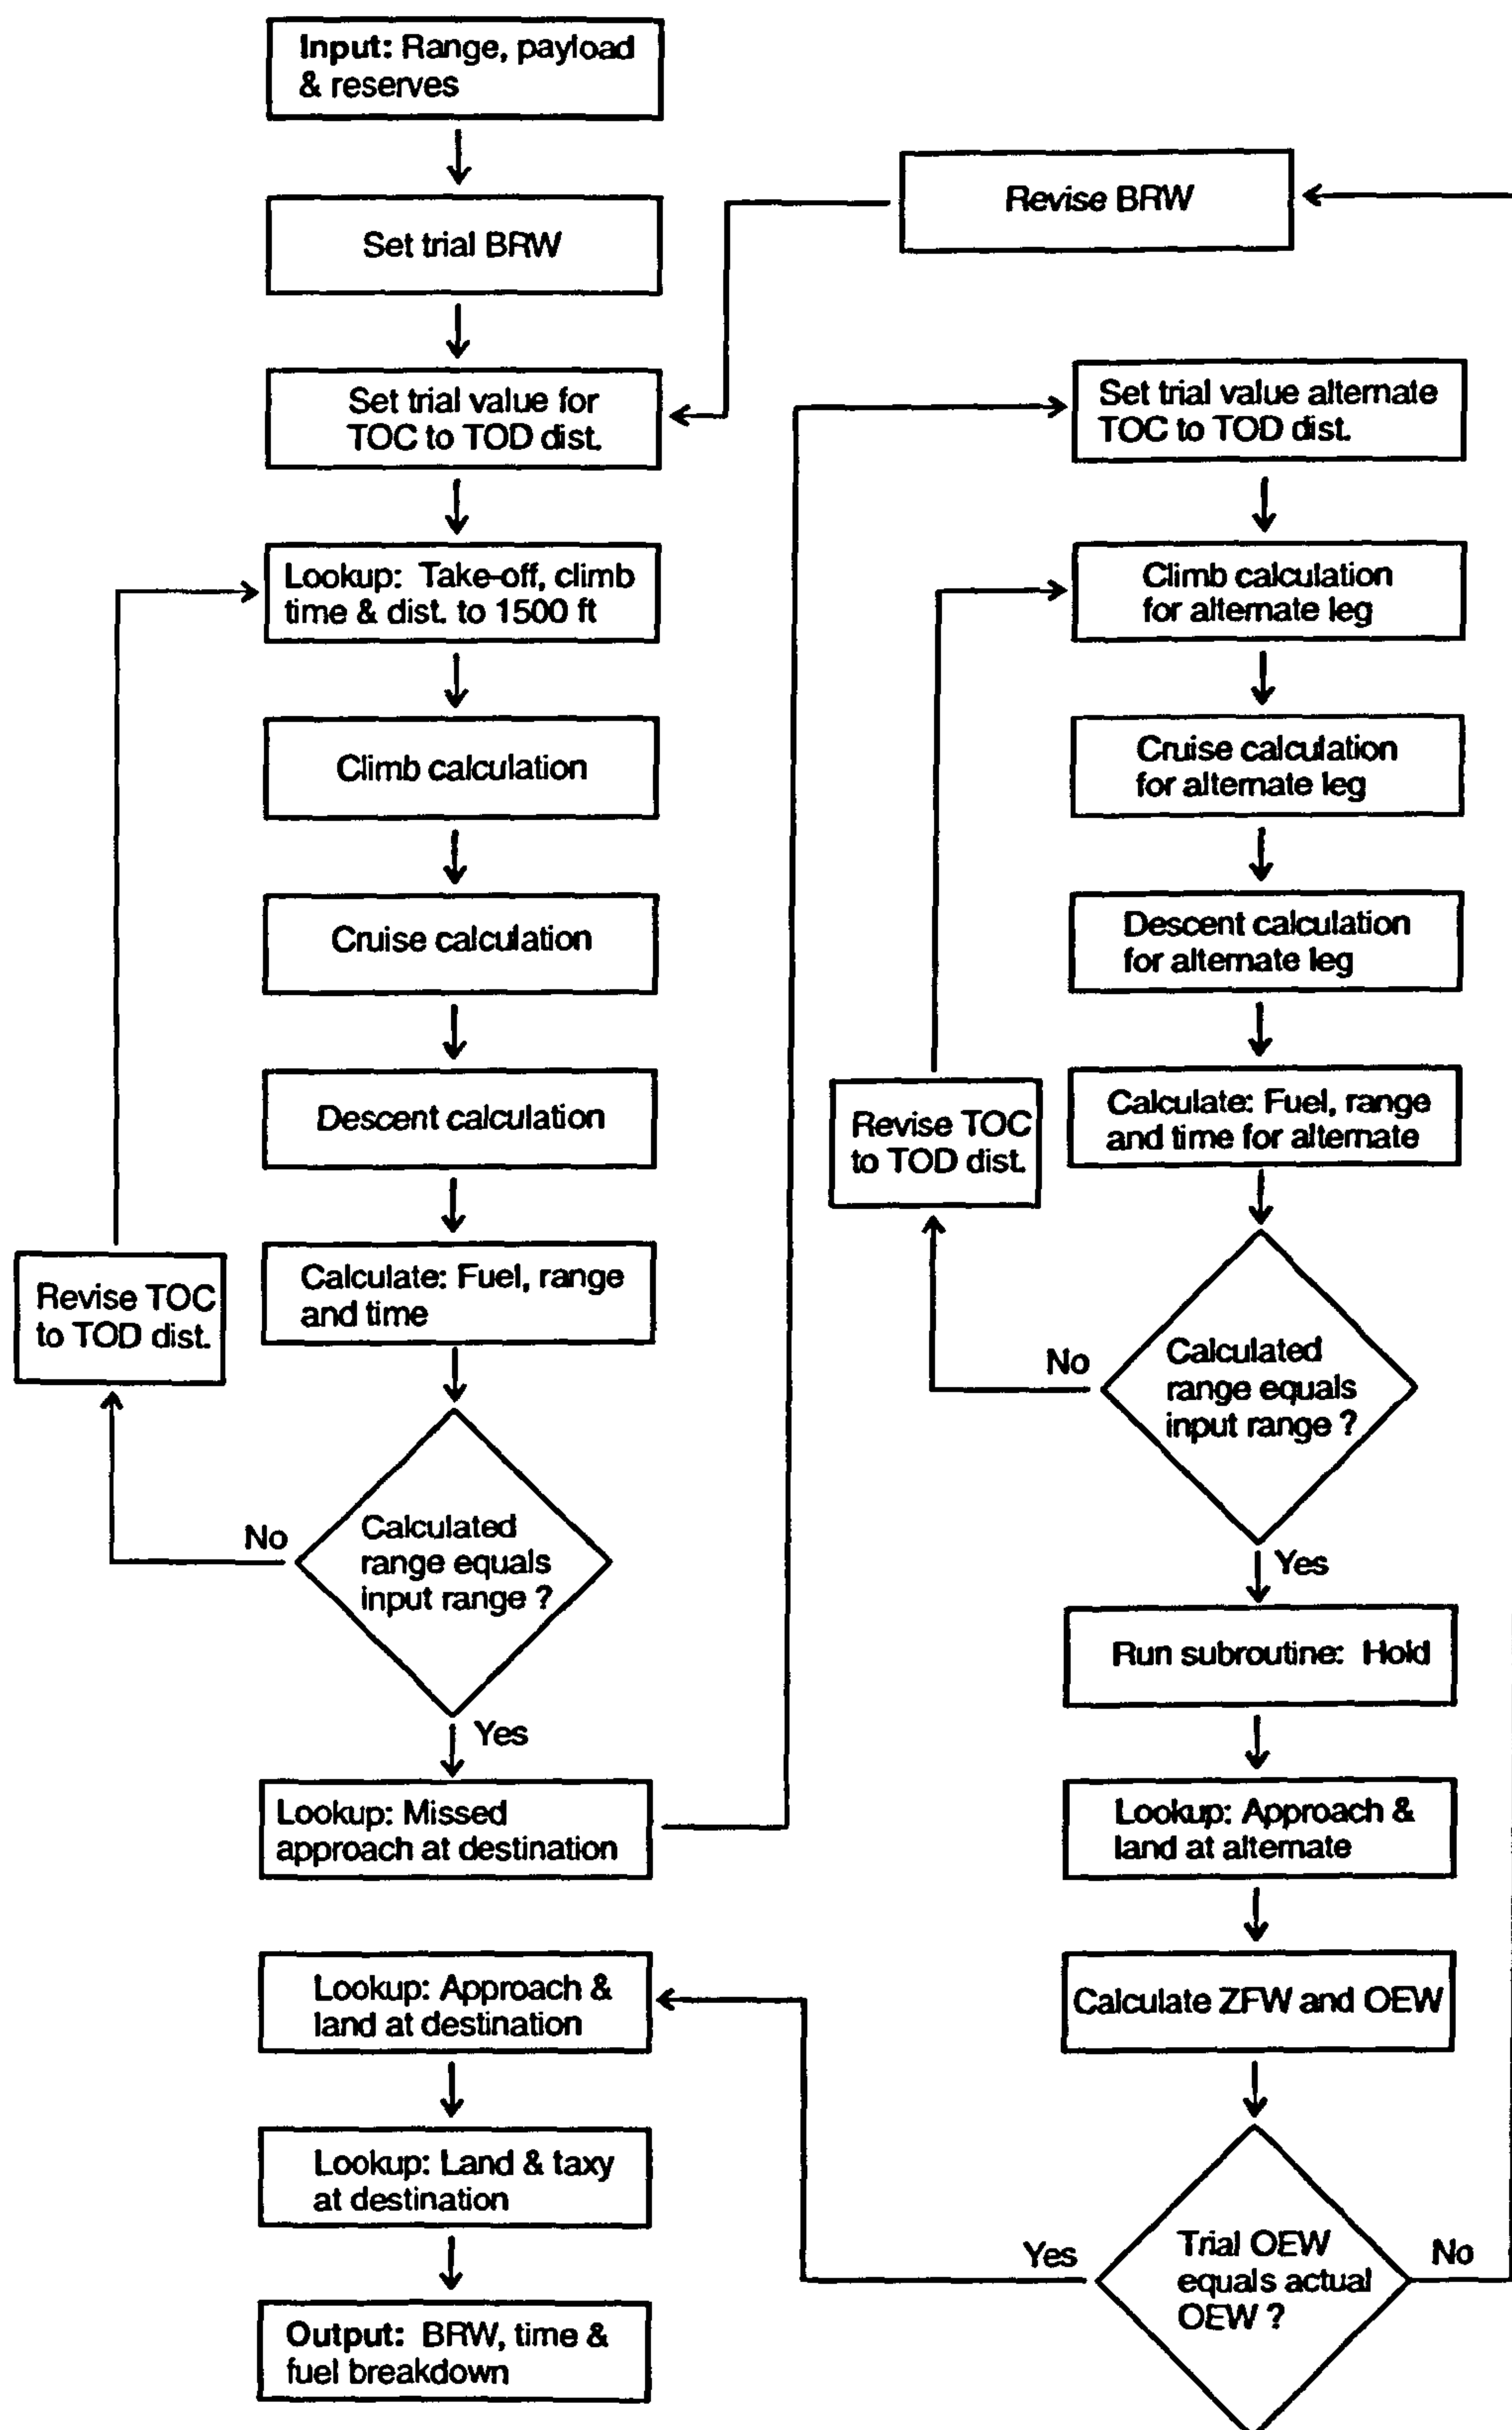 Input: Range, payload
& reserves
Set trial BRW
Set trial value for
TOC to TOD dist.
Lookup: Take-off, climb
time & dist. to 1500 ft
Climb calculation
Cruise calculation
Descent calculation
Calculate: Fuel, range
and time
Revise TOC
to TOD dist.
No
Calculated
range equals
input range ?
Yes
Lookup: Missed
approach at destination
Revise BRW
Set trial value alternate
TOC to TOD dist.
Climb calculation
for alternate leg
Cruise calculation
for alternate leg
Descent calculation
for alternate leg
Calculate: Fuel, range
and time for alternate
Revise TOC
to TOD dist.
No
Calculated
range equals
input range ?
Yes
Run subroutine: Hold
Lookup: Approach &
land at alternate
Calculate ZFW and OEW
Trial OEW
equals actual
OEW ?
No
Yes
Lookup: Approach &
land at destination
Lookup: Land & taxy
at destination
Output: BRW, time &
fuel breakdown